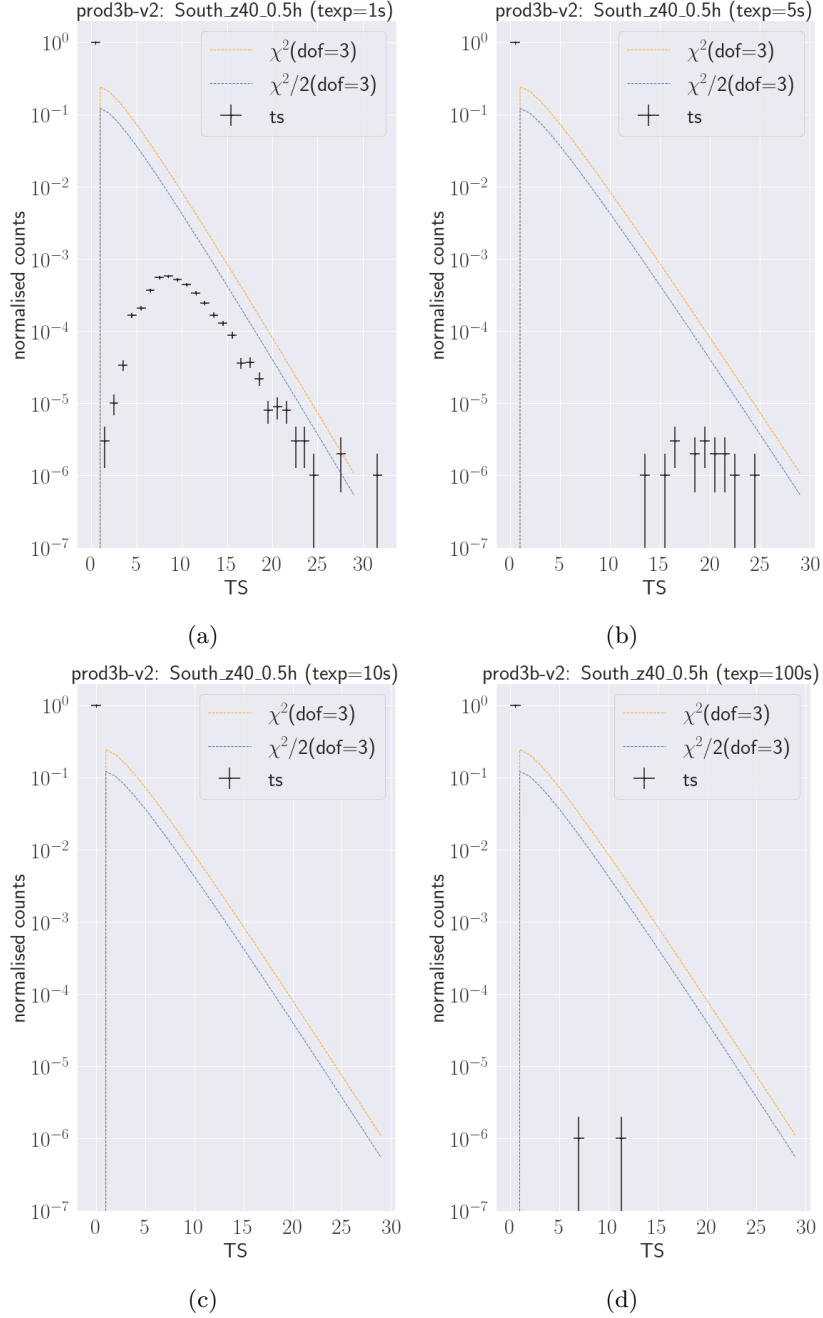 prod3b-v2: South_z40_0.5h (texp=1s)
normalised counts
10^0
10^-1
10^-2
10^-3
10^-4
10^-5
10^-6
10^-7
χ²(dof=3)
χ²/2(dof=3)
ts
0 5 10 15 20 25 30
TS
(a)
prod3b-v2: South_z40_0.5h (texp=5s)
normalised counts
10^0
10^-1
10^-2
10^-3
10^-4
10^-5
10^-6
10^-7
χ²(dof=3)
χ²/2(dof=3)
ts
0 5 10 15 20 25 30
TS
(b)
prod3b-v2: South_z40_0.5h (texp=10s)
normalised counts
10^0
10^-1
10^-2
10^-3
10^-4
10^-5
10^-6
10^-7
χ²(dof=3)
χ²/2(dof=3)
ts
0 5 10 15 20 25 30
TS
(c)
prod3b-v2: South_z40_0.5h (texp=100s)
normalised counts
10^0
10^-1
10^-2
10^-3
10^-4
10^-5
10^-6
10^-7
χ²(dof=3)
χ²/2(dof=3)
ts
0 5 10 15 20 25 30
TS
(d)